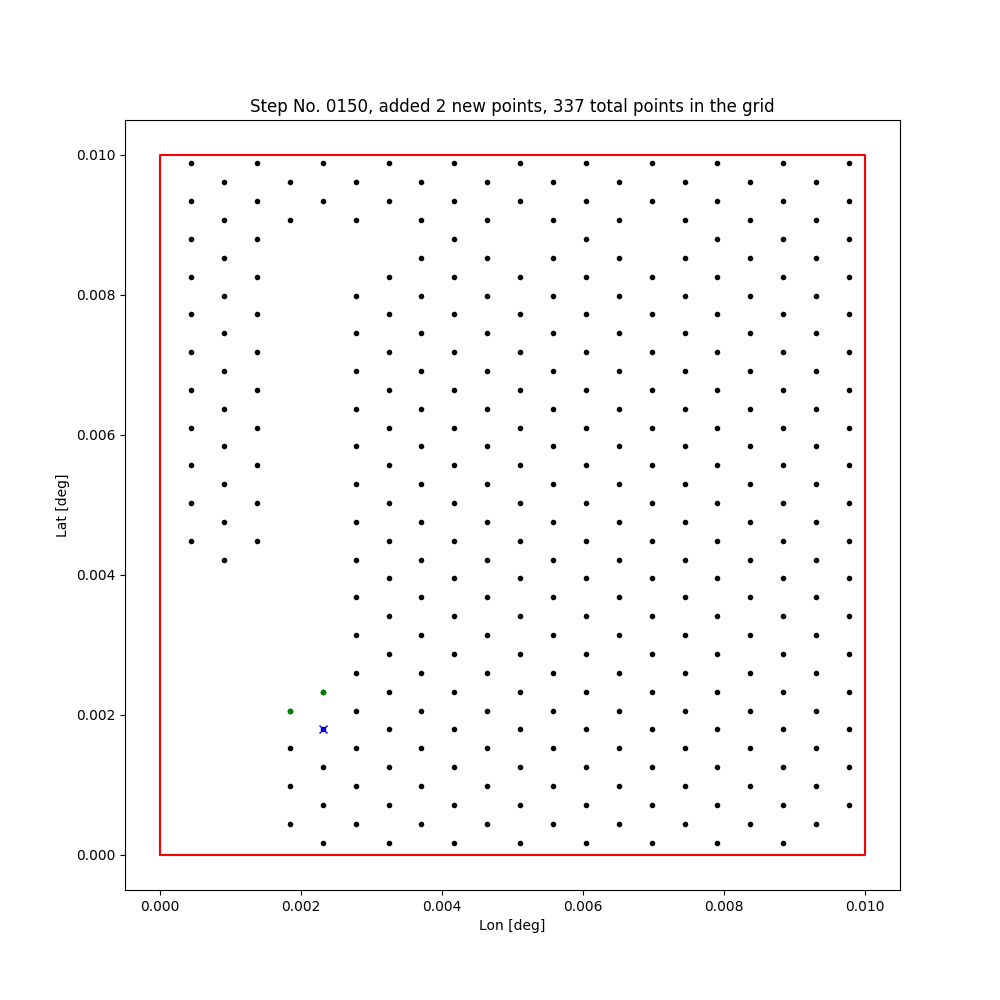 Step No. 0150, added 2 new points, 337 total points in the grid
0.010
0.008
0.006
0.004
0.002
0.000
Lat [deg]
0.000 0.002 0.004 0.006 0.008 0.010
Lon [deg]